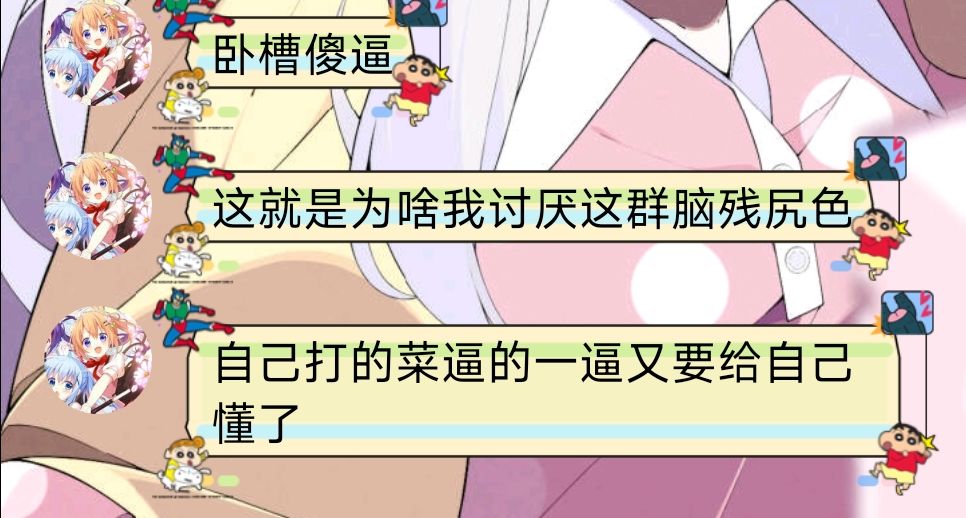 卧槽傻逼
这就是为啥我讨厌这群脑残尻色
自己打的菜逼的一逼又要给自己
懂了